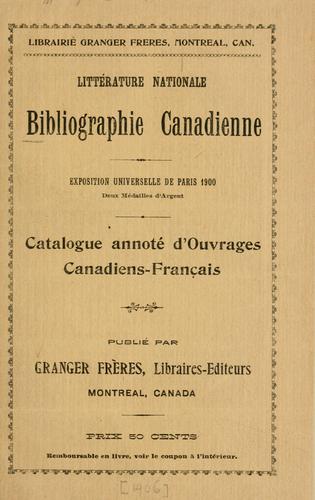 LIBRAIRIE GRANGER FRERES, MONTREAL, CAN.
LITTÉRATURE NATIONALE
Bibliographie Canadienne
EXPOSITION UNIVERSELLE DE PARIS 1900
Deux Médailles d'Argent
Catalogue annoté d'Ouvrages
Canadiens-Français
PUBLIÉ PAR
GRANGER FRÈRES, Libraires-Editeurs
MONTREAL, CANADA
PRIX 50 CENTS
Remboursable en livre, voir le coupon à l'intérieur.
[1906]